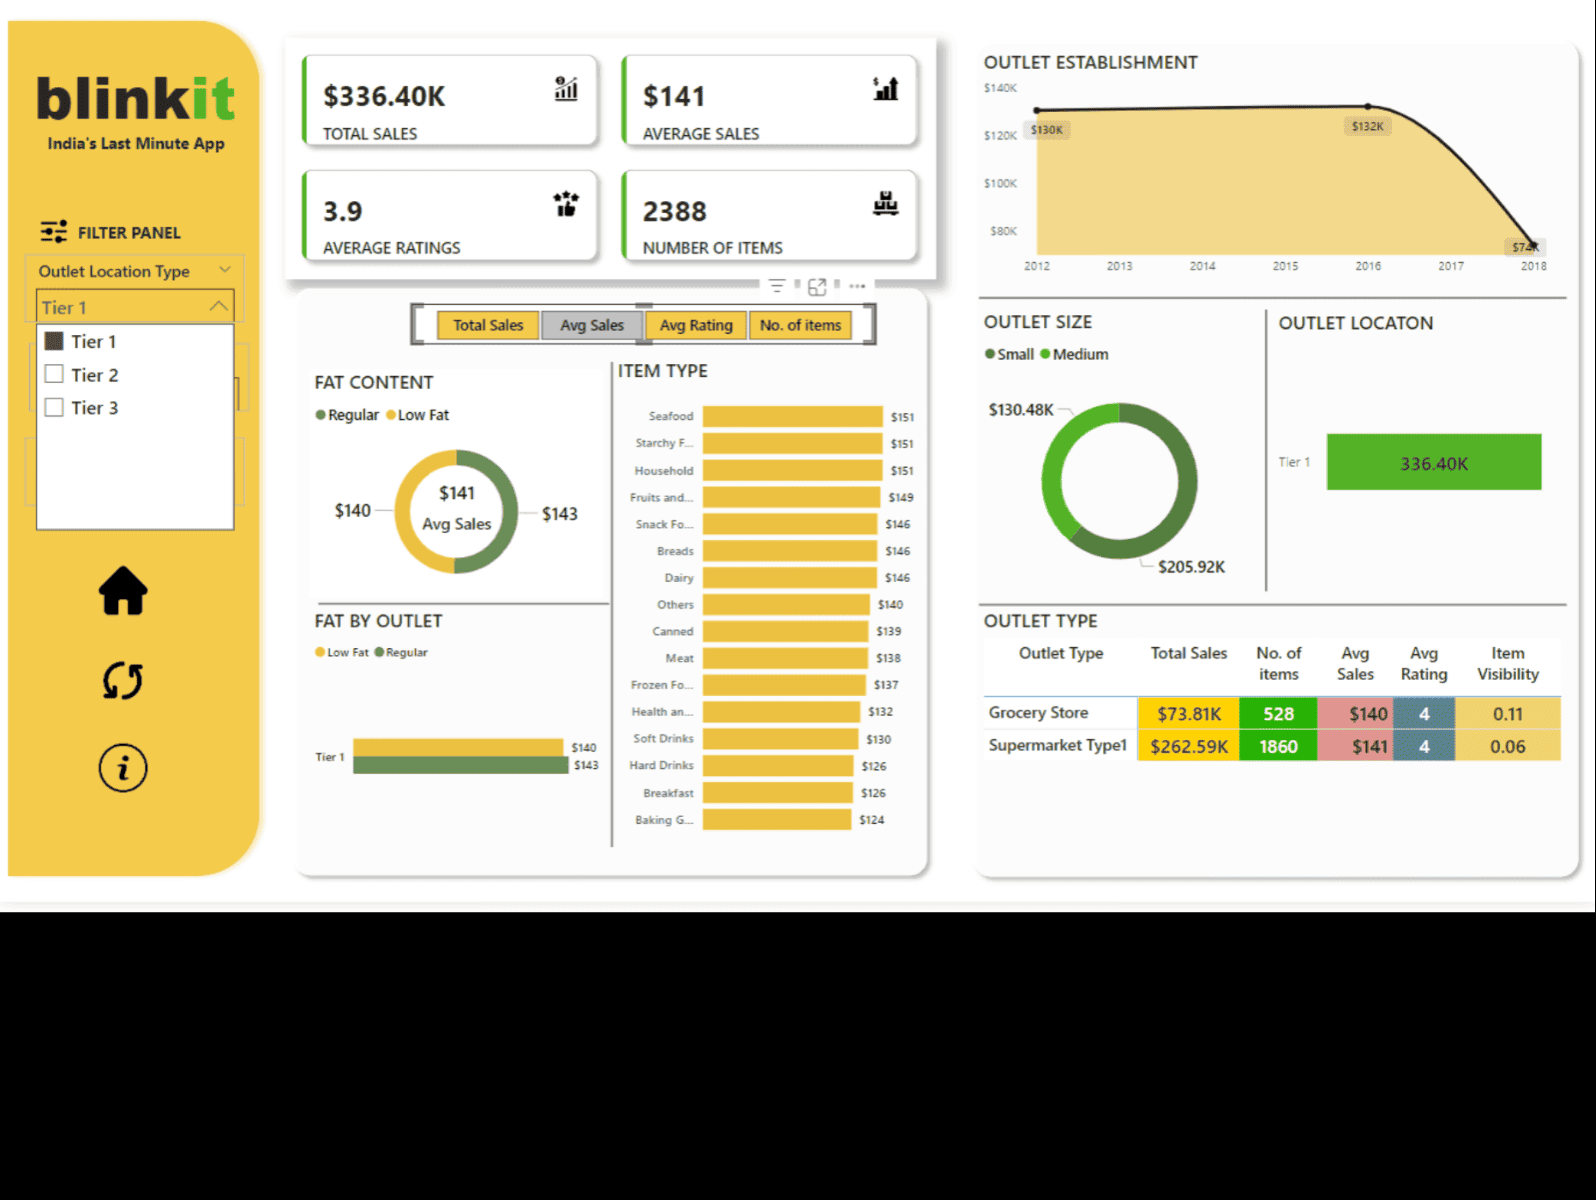 blinkit
India's Last Minute App
FILTER PANEL
Outlet Location Type
Tier 1
Tier 1
Tier 2
Tier 3
$336.40K
TOTAL SALES
$141
AVERAGE SALES
3.9
AVERAGE RATINGS
2388
NUMBER OF ITEMS
Total Sales
Avg Sales
Avg Rating
No. of items
FAT CONTENT
Regular Low Fat
$141
Avg Sales
$140
$143
FAT BY OUTLET
Low Fat Regular
Tier 1
$140
$143
ITEM TYPE
Seafood $151
Starchy F... $151
Household $151
Fruits and... $149
Snack Fo... $146
Breads $146
Dairy $146
Others $140
Canned $139
Meat $138
Frozen Fo... $137
Health an... $132
Soft Drinks $130
Hard Drinks $126
Breakfast $126
Baking G... $124
OUTLET ESTABLISHMENT
$140K
$120K
$100K
$80K
$130K
$132K
$74K
2012 2013 2014 2015 2016 2017 2018
OUTLET SIZE
Small Medium
$130.48K
$205.92K
OUTLET LOCATON
Tier 1 336.40K
OUTLET TYPE
Outlet Type Total Sales No. of items Avg Sales Avg Rating Item Visibility
Grocery Store $73.81K 528 $140 4 0.11
Supermarket Type1 $262.59K 1860 $141 4 0.06